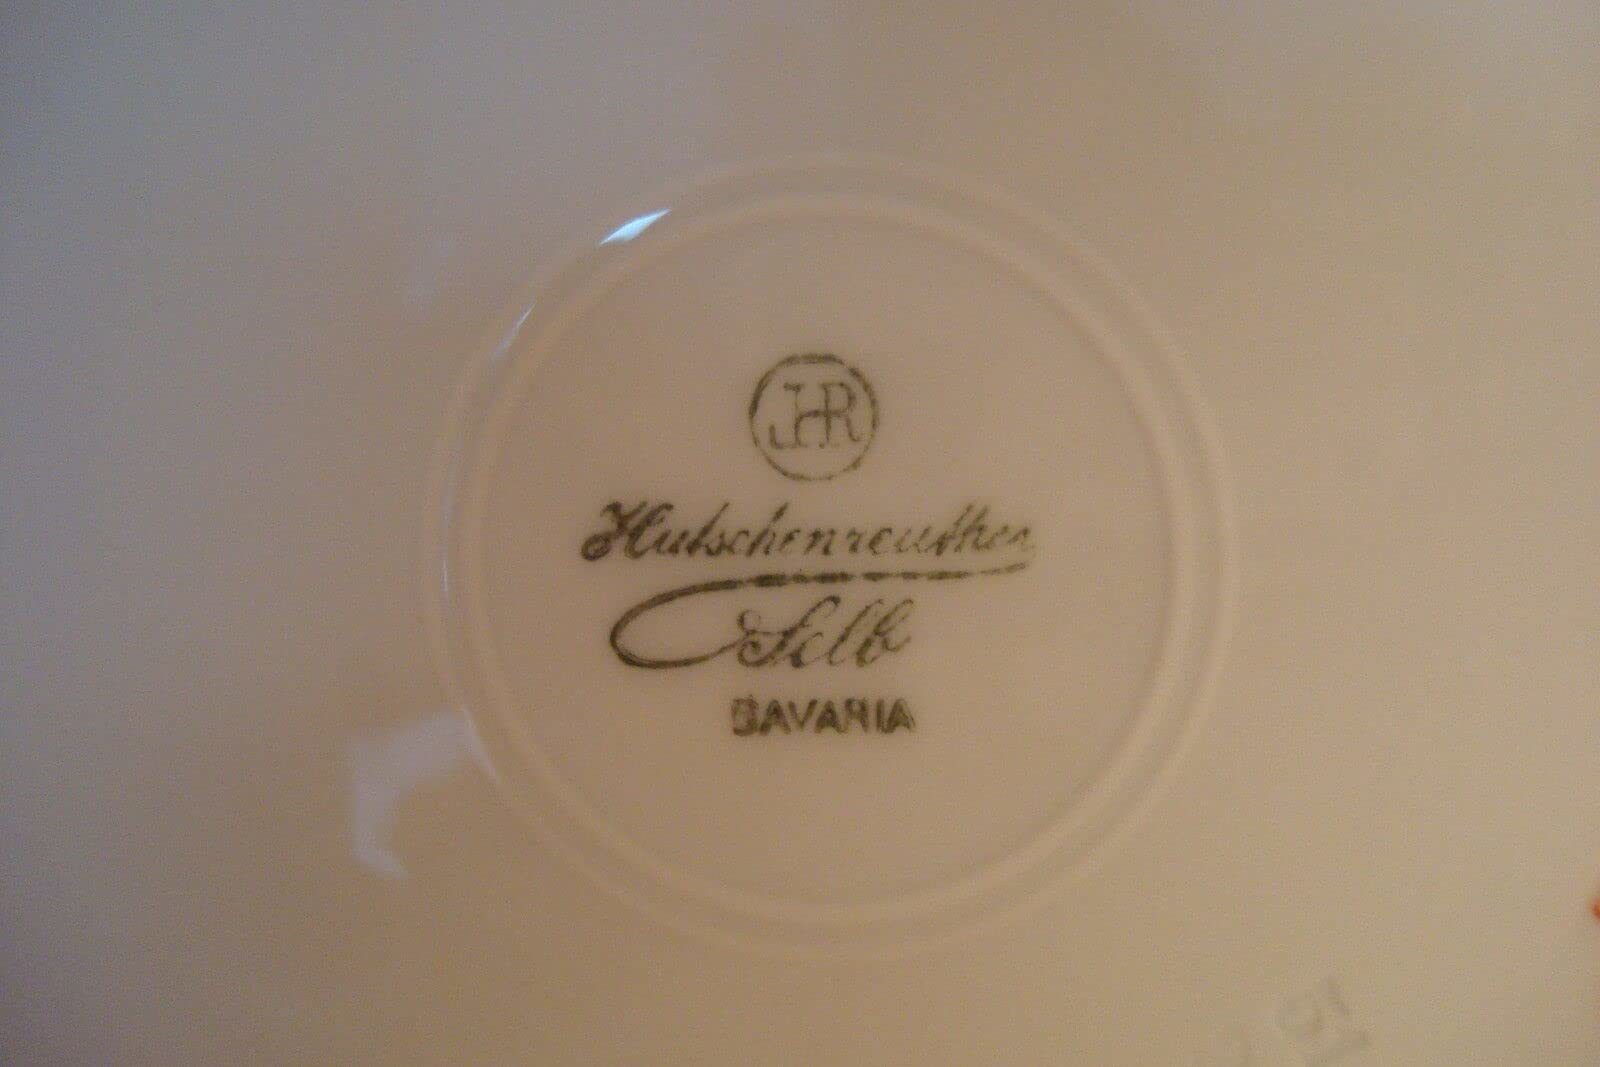 JHR
Hutschenreuther
Selb
BAVARIA